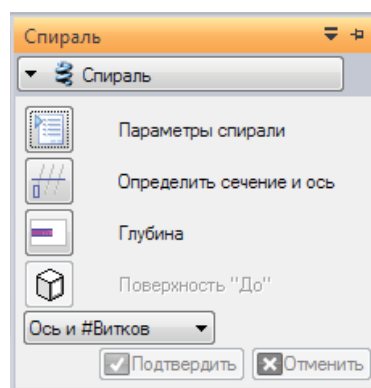 Спираль
Спираль
Параметры спирали
Определить сечение и ось
Глубина
Поверхность "До"
Ось и #Витков
Подтвердить Отменить